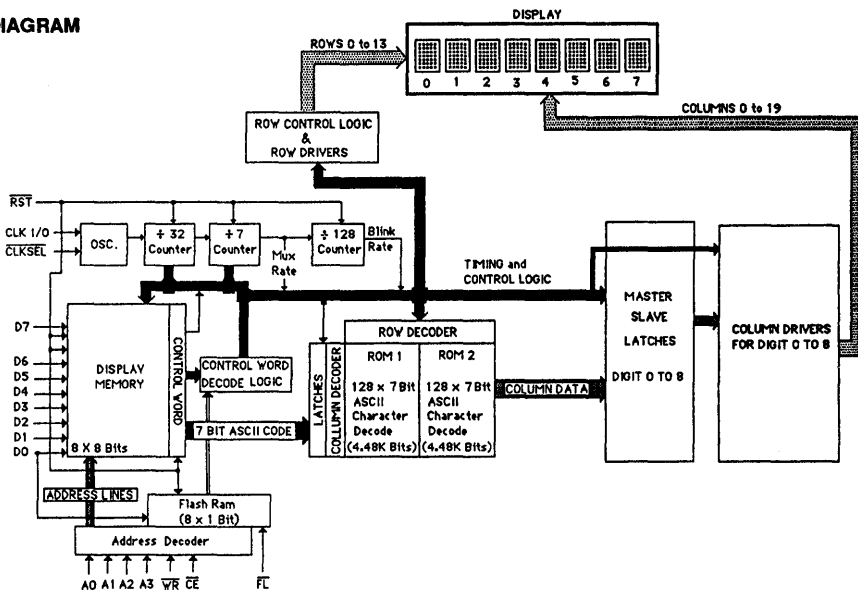 DIAGRAM
DISPLAY
0 1 2 3 4 5 6 7
ROWS 0 to 13
COLUMNS 0 to 19
ROW CONTROL LOGIC
&
ROW DRIVERS
RST
CLK I/O
CLKSEL
OSC.
÷ 32
Counter
÷ 7
Counter
Mux
Rate
÷ 128
Counter
Blink
Rate
TIMING and
CONTROL LOGIC
D7
D6
D5
D4
D3
D2
D1
D0
DISPLAY
MEMORY
8 X 8 Bits
CONTROL WORD
CONTROL WORD
DECODE LOGIC
7 BIT ASCII CODE
LATCHES
COLLUMN DECODER
ROW DECODER
ROM 1
128 x 7 Bit
ASCII
Character
Decode
(4.48K Bits)
ROM 2
128 x 7 Bit
ASCII
Character
Decode
(4.48K Bits)
COLUMN DATA
MASTER
SLAVE
LATCHES
DIGIT 0 TO 8
COLUMN DRIVERS
FOR DIGIT 0 TO 8
ADDRESS LINES
Flash Ram
(8 x 1 Bit)
Address Decoder
A0 A1 A2 A3 WR CE FL